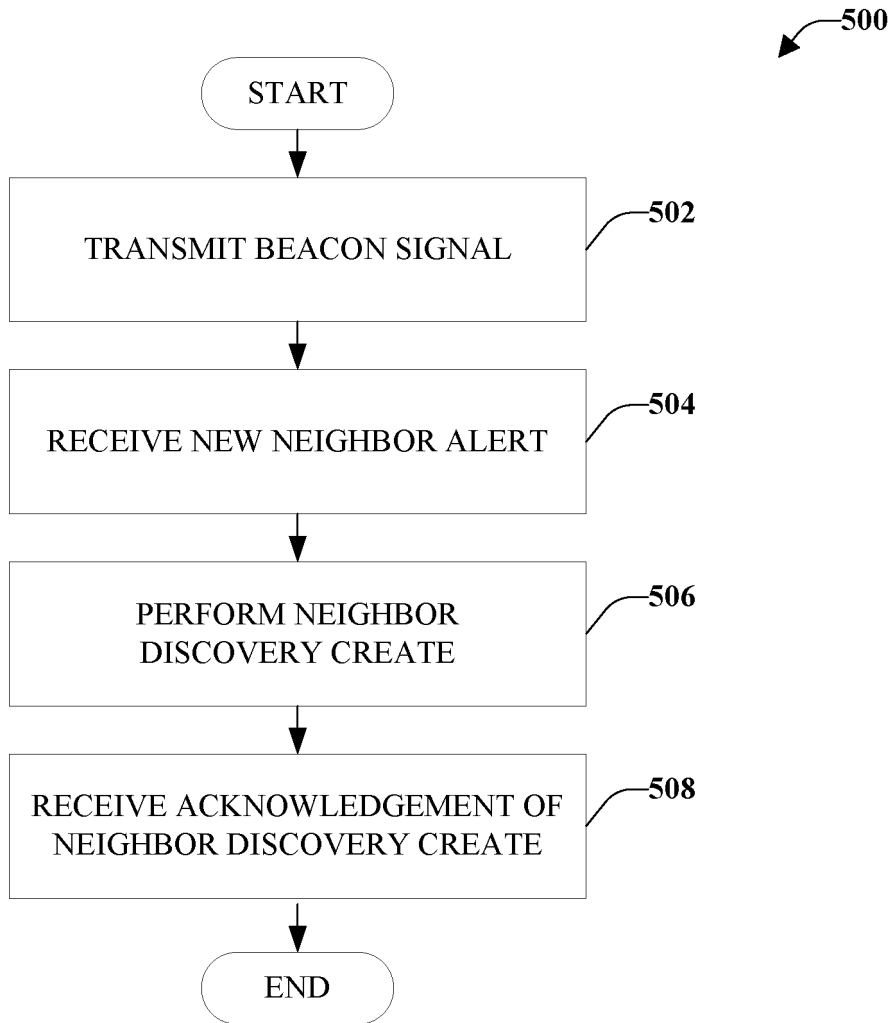 500
START
TRANSMIT BEACON SIGNAL
502
RECEIVE NEW NEIGHBOR ALERT
504
PERFORM NEIGHBOR
DISCOVERY CREATE
506
RECEIVE ACKNOWLEDGEMENT OF
NEIGHBOR DISCOVERY CREATE
508
END